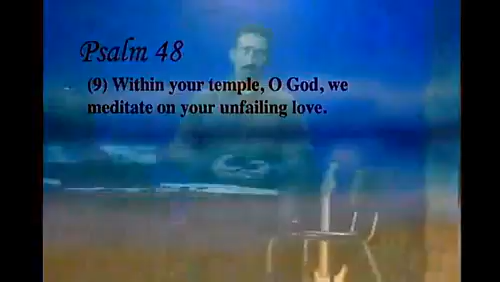 Psalm 48
(9) Within your temple, O God, we
meditate on your unfailing love.